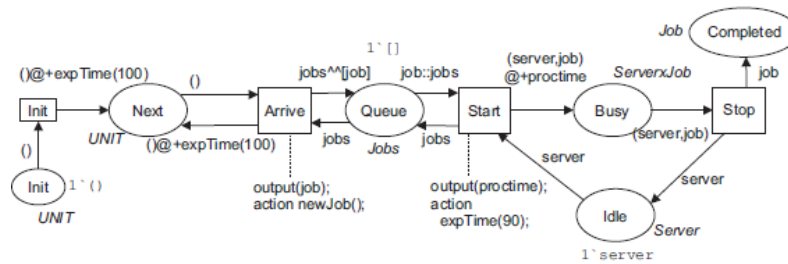 Job
Completed
1`[]
()@+expTime(100)
()
jobs^^[job]
job::jobs
(server,job)
@+proctime
ServerxJob
job
Init
Next
Arrive
Queue
Start
Busy
Stop
UNIT
()@+expTime(100)
jobs
Jobs
jobs
(server,job)
()
server
server
Init
1`()
UNIT
output(job);
action newJob();
output(proctime);
action
expTime(90);
Idle
Server
1`server